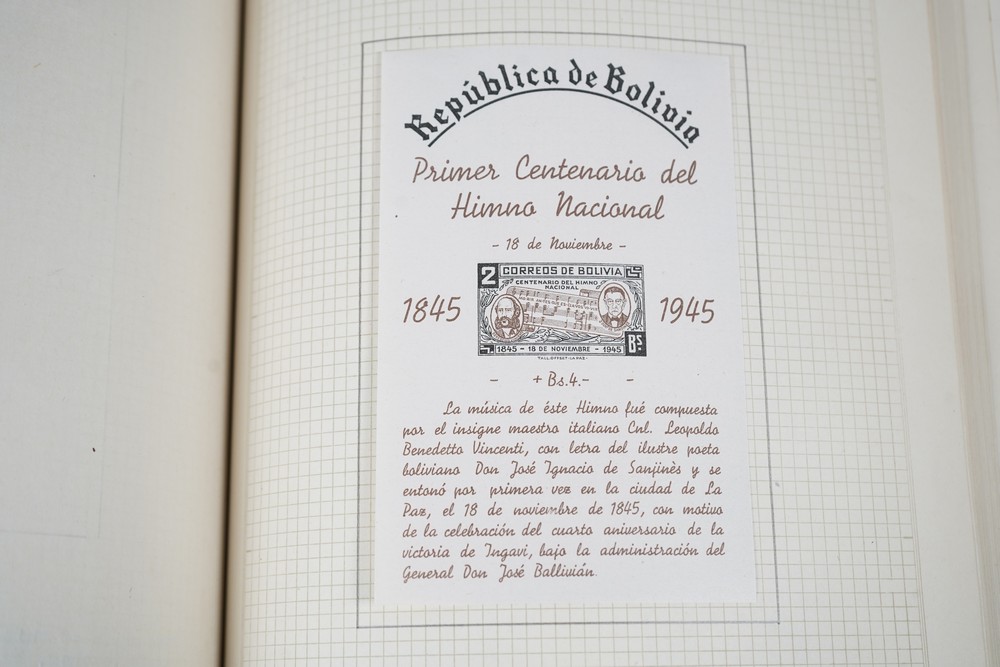 República de Bolivia
Primer Centenario del
Himno Nacional
- 18 de Noviembre -
2 CORREOS DE BOLIVIA
CENTENARIO DEL HIMNO
NACIONAL
1845 1945
1845 - 18 DE NOVIEMBRE - 1945 Bs.
TALL. OFFSET - LA PAZ -
- + Bs.4.- -
La música de éste Himno fué compuesta
por el insigne maestro italiano Cnl. Leopoldo
Benedetto Vincenti, con letra del ilustre poeta
boliviano Don José Ignacio de Sanjinès y se
entonó por primera vez en la ciudad de La
Paz, el 18 de noviembre de 1845, con motivo
de la celebración del cuarto aniversario de la
victoria de Ingavi, bajo la administración del
General Don José Ballivián.